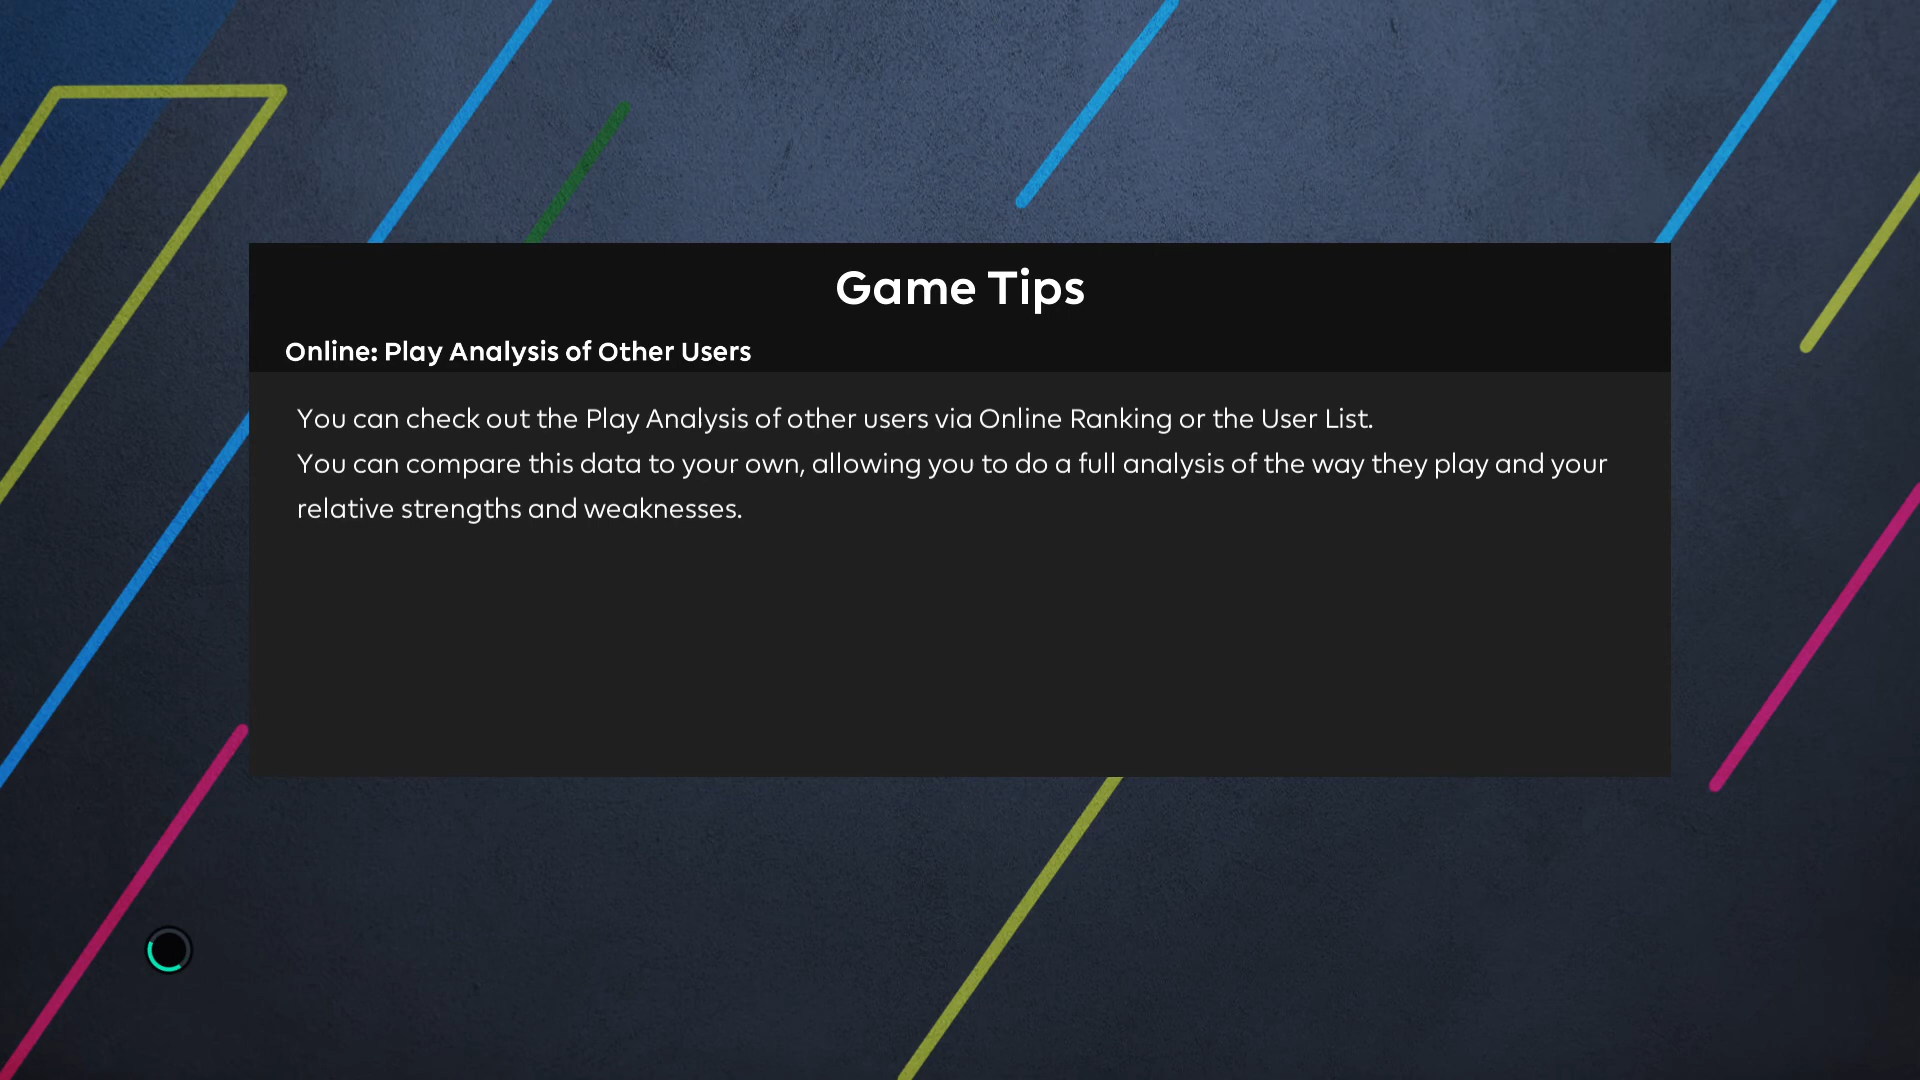 Game Tips
Online: Play Analysis of Other Users
You can check out the Play Analysis of other users via Online Ranking or the User List.
You can compare this data to your own, allowing you to do a full analysis of the way they play and your
relative strengths and weaknesses.